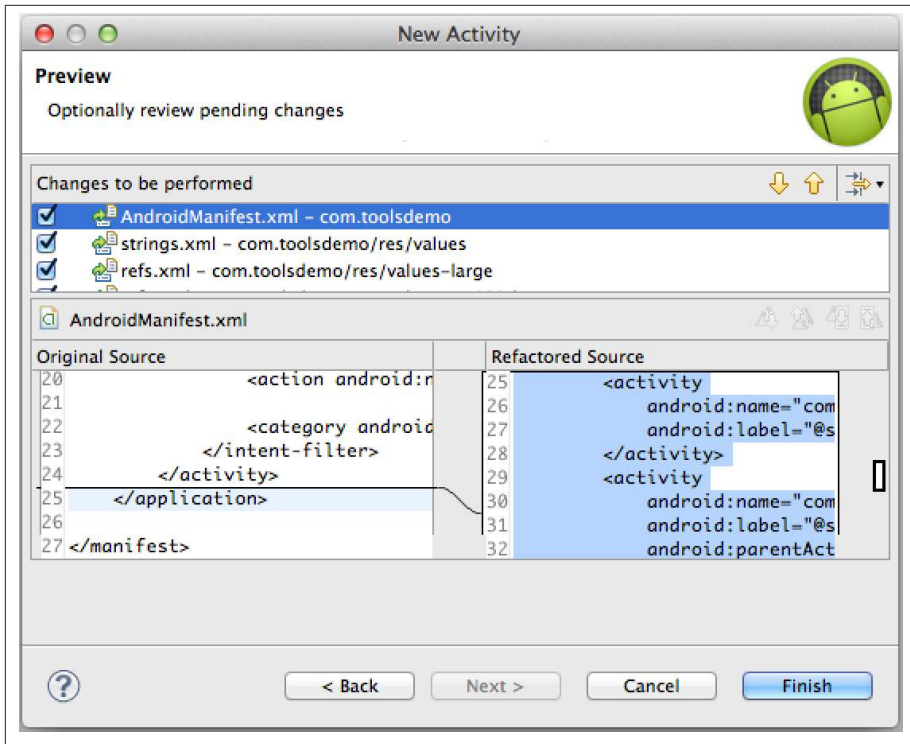 New Activity
Preview
Optionally review pending changes
Changes to be performed
AndroidManifest.xml – com.toolsdemo
strings.xml – com.toolsdemo/res/values
refs.xml – com.toolsdemo/res/values-large
AndroidManifest.xml
Original Source
20 <action android:r
21
22 <category android
23 </intent-filter>
24 </activity>
25 </application>
26
27 </manifest>
Refactored Source
25 <activity
26 android:name="com
27 android:label="@s
28 </activity>
29 <activity
30 android:name="com
31 android:label="@s
32 android:parentAct
?
< Back
Next >
Cancel
Finish